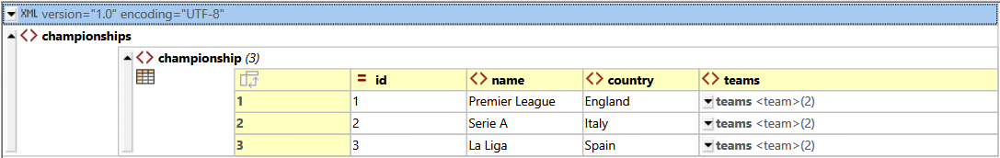 XML version="1.0" encoding="UTF-8"
championships
championship (3)
= id <> name <> country <> teams
1 1 Premier League England teams <team>(2)
2 2 Serie A Italy teams <team>(2)
3 3 La Liga Spain teams <team>(2)